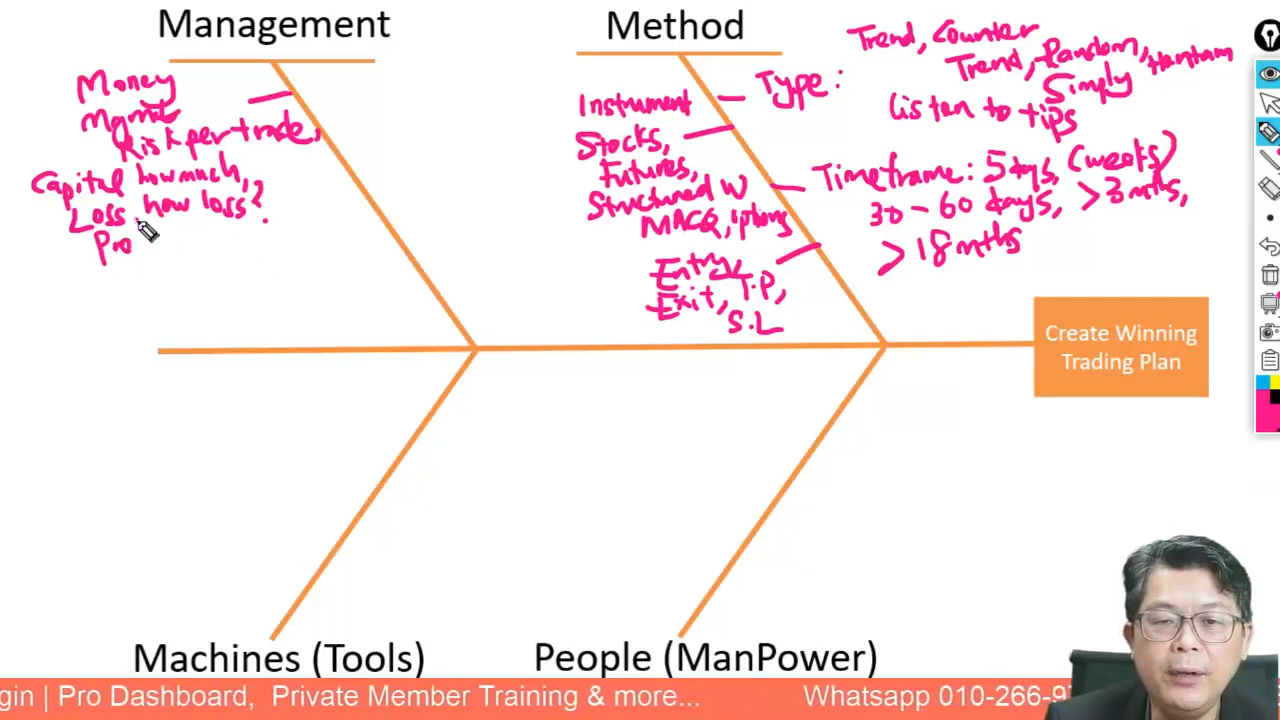 Management
Money
Mgmt
Risk per trade,
Capital how much,
Loss how loss?
Pro
Method
Type: Trend, Counter
Trend, Random, Hantam
Simply
Listen to tips
Instrument
Stocks,
Futures,
Structured W
MACQ, iptions
Timeframe: 5 days, (weeks)
30-60 days, >3 mths,
>18 mths
Entry,
Exit, T.P,
S.L
Create Winning
Trading Plan
Machines (Tools)
People (ManPower)
gin | Pro Dashboard, Private Member Training & more...
Whatsapp 010-266-9